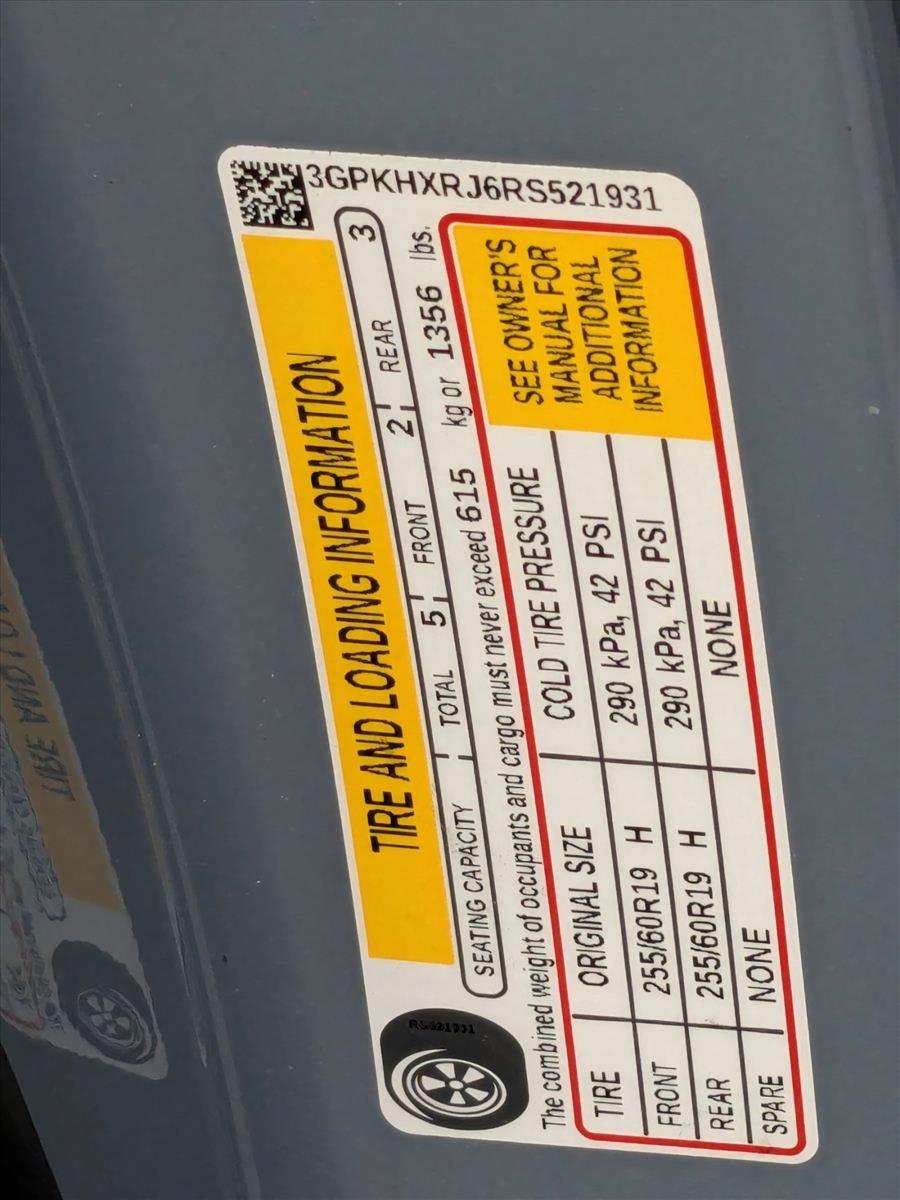 3GPKHXRJ6RS521931
TIRE AND LOADING INFORMATION
SEATING CAPACITY TOTAL 5 FRONT 2 REAR 3
The combined weight of occupants and cargo must never exceed 615 kg or 1356 lbs.
TIRE ORIGINAL SIZE COLD TIRE PRESSURE
FRONT 255/60R19 H 290 kPa, 42 PSI
REAR 255/60R19 H 290 kPa, 42 PSI
SPARE NONE NONE
SEE OWNER'S
MANUAL FOR
ADDITIONAL
INFORMATION
RS521931
TIRE AND LO